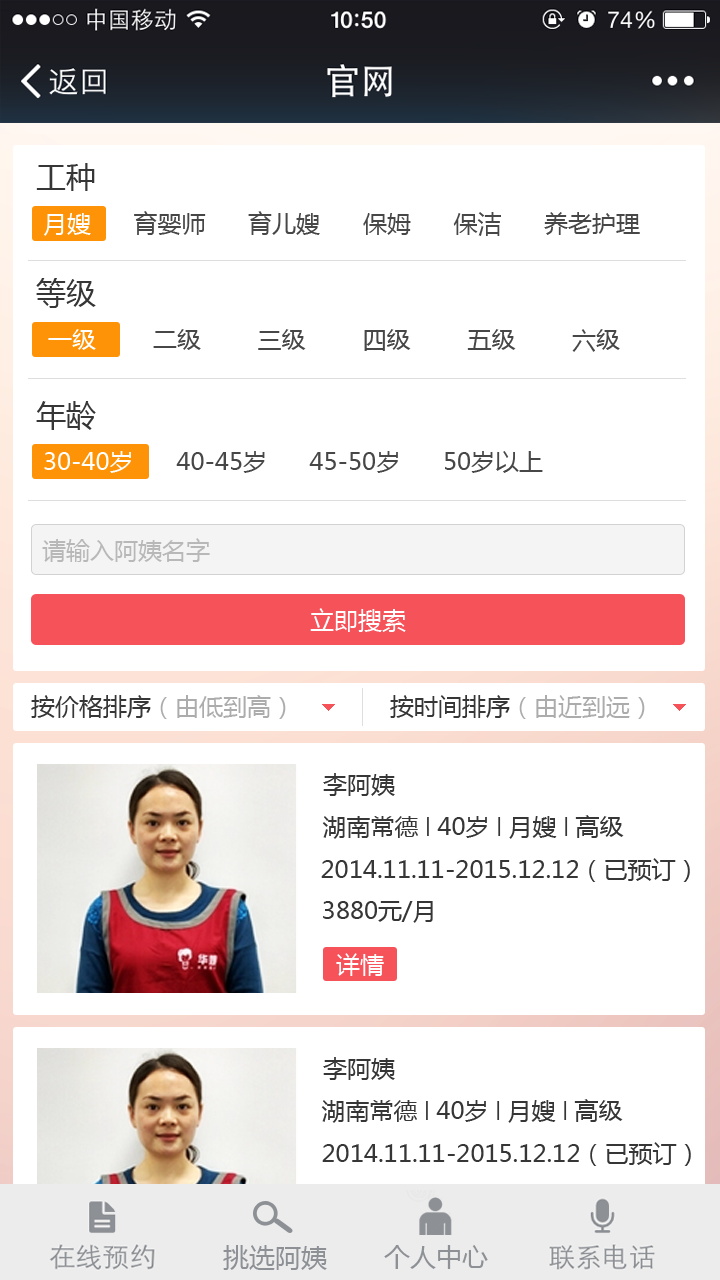 中国移动 10:50 74%
返回 官网
工种
月嫂 育婴师 育儿嫂 保姆 保洁 养老护理
等级
一级 二级 三级 四级 五级 六级
年龄
30-40岁 40-45岁 45-50岁 50岁以上
请输入阿姨名字
立即搜索
按价格排序（由低到高） 按时间排序（由近到远）
李阿姨
湖南常德 | 40岁 | 月嫂 | 高级
2014.11.11-2015.12.12（已预订）
3880元/月
详情
李阿姨
湖南常德 | 40岁 | 月嫂 | 高级
2014.11.11-2015.12.12（已预订）
在线预约 挑选阿姨 个人中心 联系电话